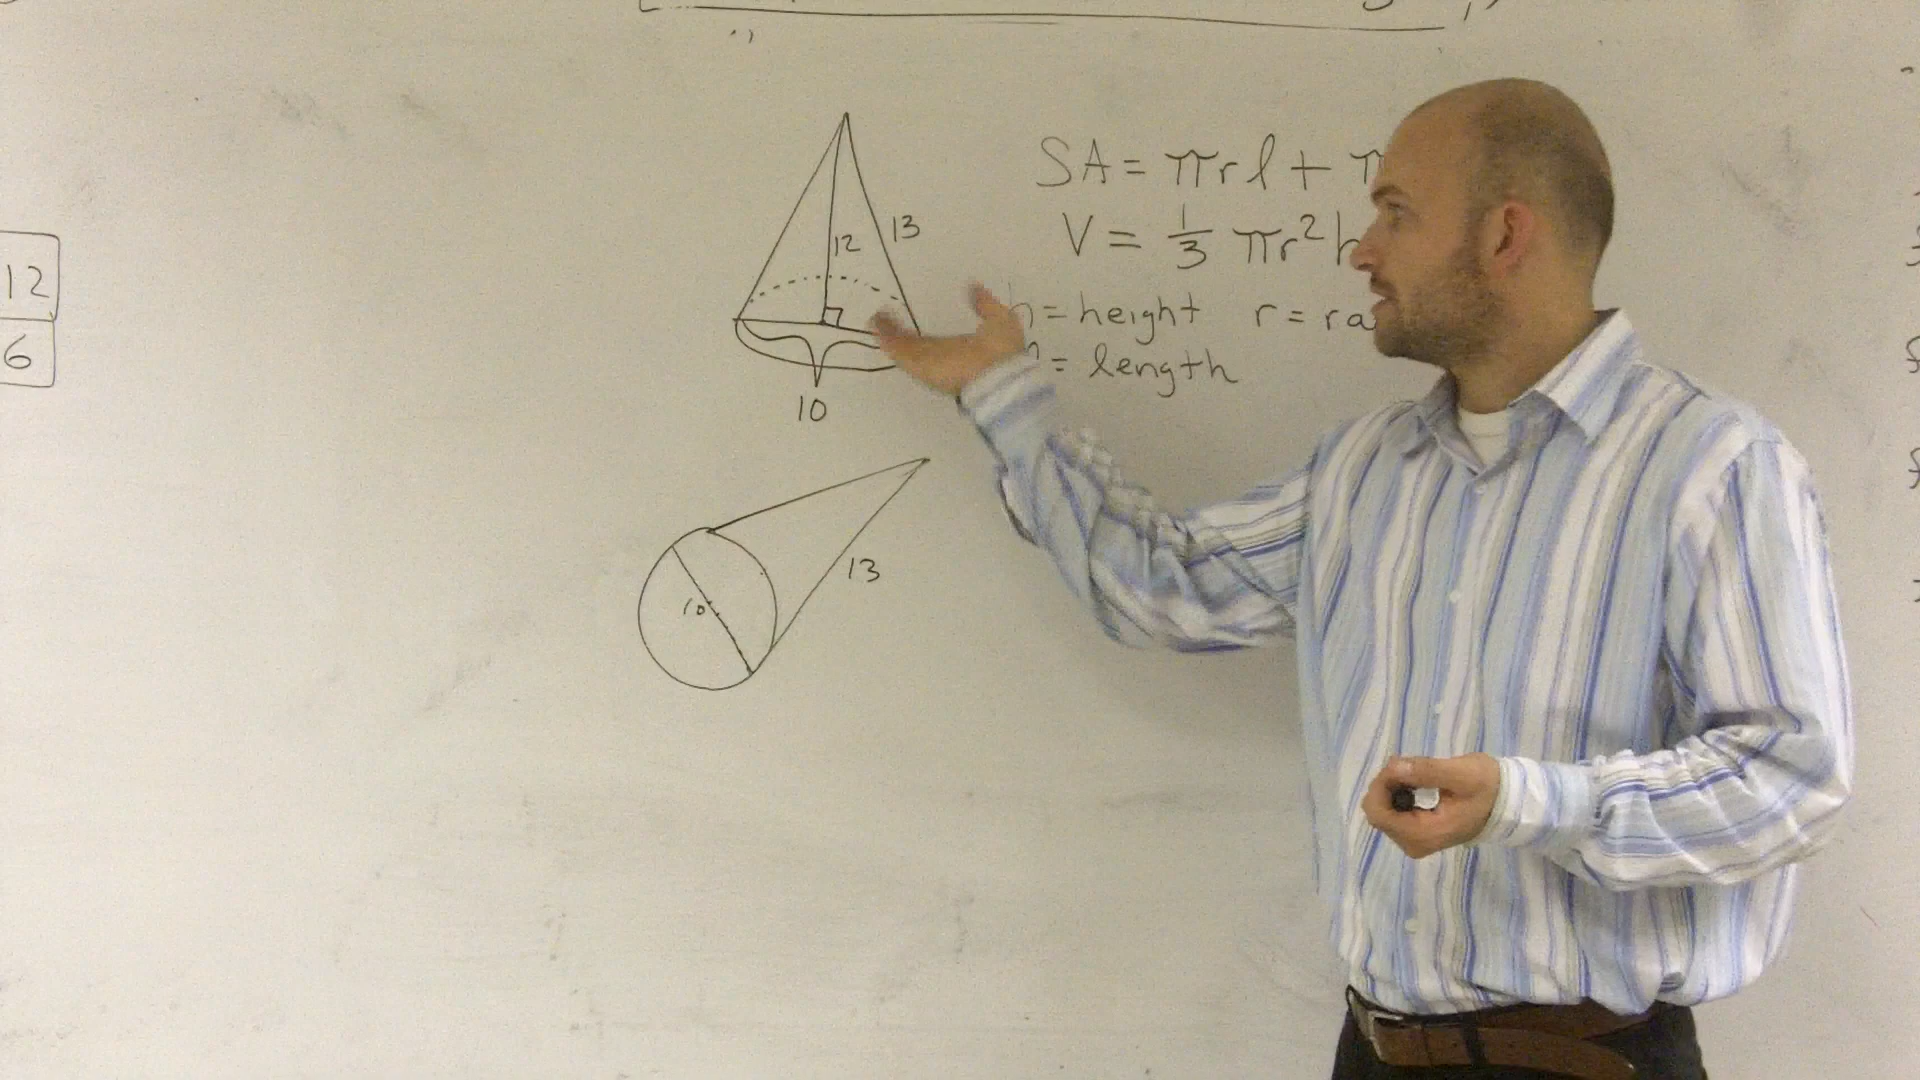 12
6
12
13
10
SA = πrl + π
V = 1/3 πr²h
h = height r = ra
= length
13
10